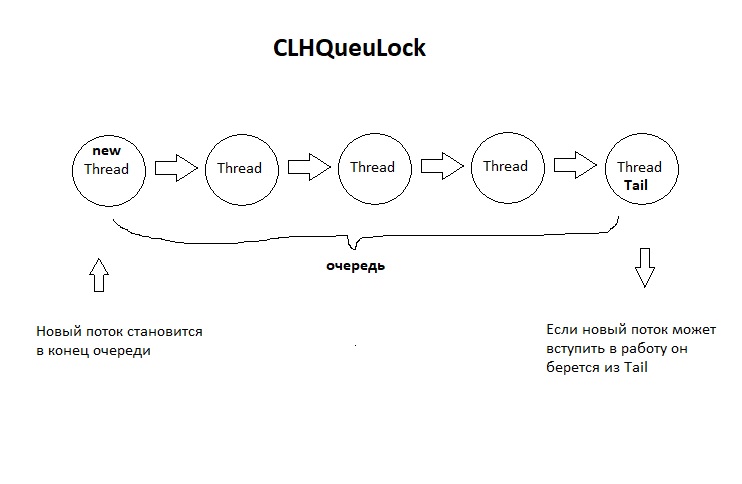 CLHQueuLock
new
Thread
Thread
Thread
Thread
Thread
Tail
очередь
Новый поток становится
в конец очереди
Если новый поток может
вступить в работу он
берется из Tail